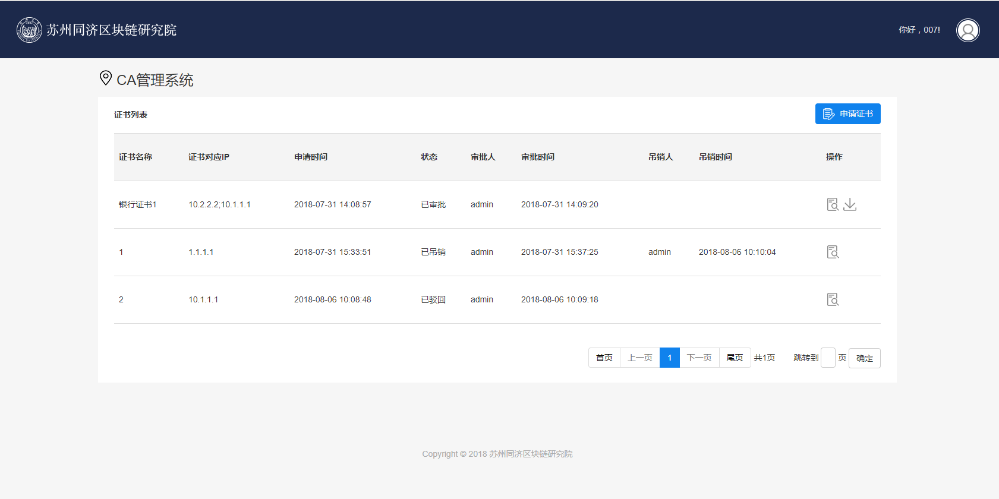 苏州同济区块链研究院
你好，007!
CA管理系统
证书列表
申请证书
证书名称 证书对应IP 申请时间 状态 审批人 审批时间 吊销人 吊销时间 操作
银行证书1 10.2.2.2;10.1.1.1 2018-07-31 14:08:57 已审批 admin 2018-07-31 14:09:20
1 1.1.1.1 2018-07-31 15:33:51 已吊销 admin 2018-07-31 15:37:25 admin 2018-08-06 10:10:04
2 10.1.1.1 2018-08-06 10:08:48 已驳回 admin 2018-08-06 10:09:18
首页 上一页 1 下一页 尾页 共1页 跳转到 页 确定
Copyright © 2018 苏州同济区块链研究院